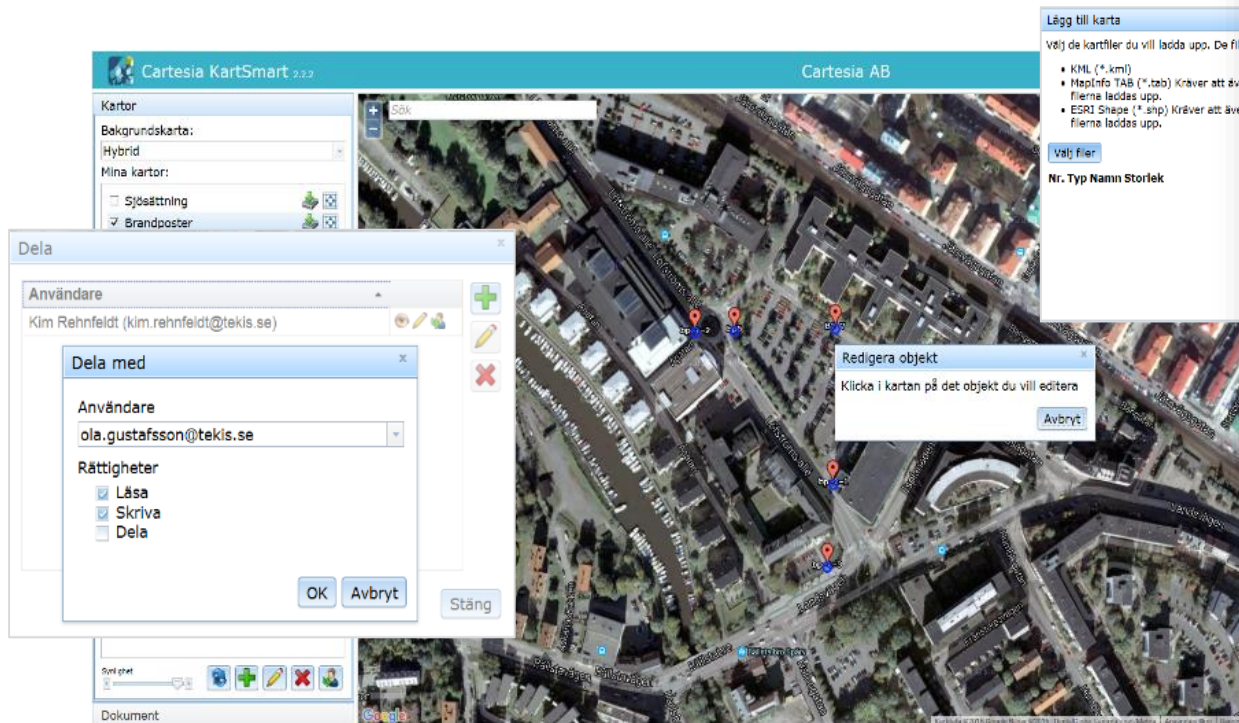 Cartesia KartSmart 2.2.2
Cartesia AB
Kartor
Bakgrundskarta:
Hybrid
Mina kartor:
Sjösättning
Brandposter
Sök
Dela
x
Användare
Kim Rehnfeldt (kim.rehnfeldt@tekis.se)
Dela med
x
Användare
ola.gustafsson@tekis.se
Rättigheter
Läsa
Skriva
Dela
OK
Avbryt
Stäng
Synlighet
Dokument
Redigera objekt
x
Klicka i kartan på det objekt du vill editera
Avbryt
Lägg till karta
Välj de kartfiler du vill ladda upp. De fil
KML (*.kml)
MapInfo TAB (*.tab) Kräver att äv
filerna laddas upp.
ESRI Shape (*.shp) Kräver att äve
filerna laddas upp.
Välj filer
Nr. Typ Namn Storlek
Landsvägen
Google